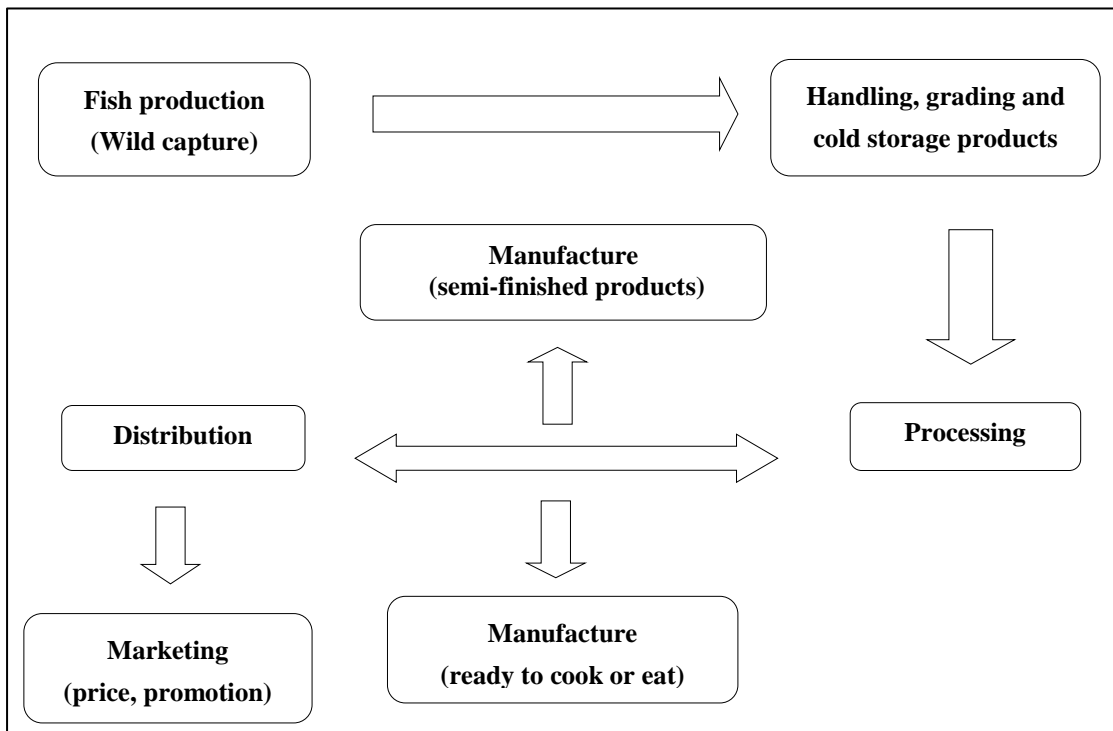 Fish production
(Wild capture)
Handling, grading and
cold storage products
Manufacture
(semi-finished products)
Distribution
Processing
Marketing
(price, promotion)
Manufacture
(ready to cook or eat)